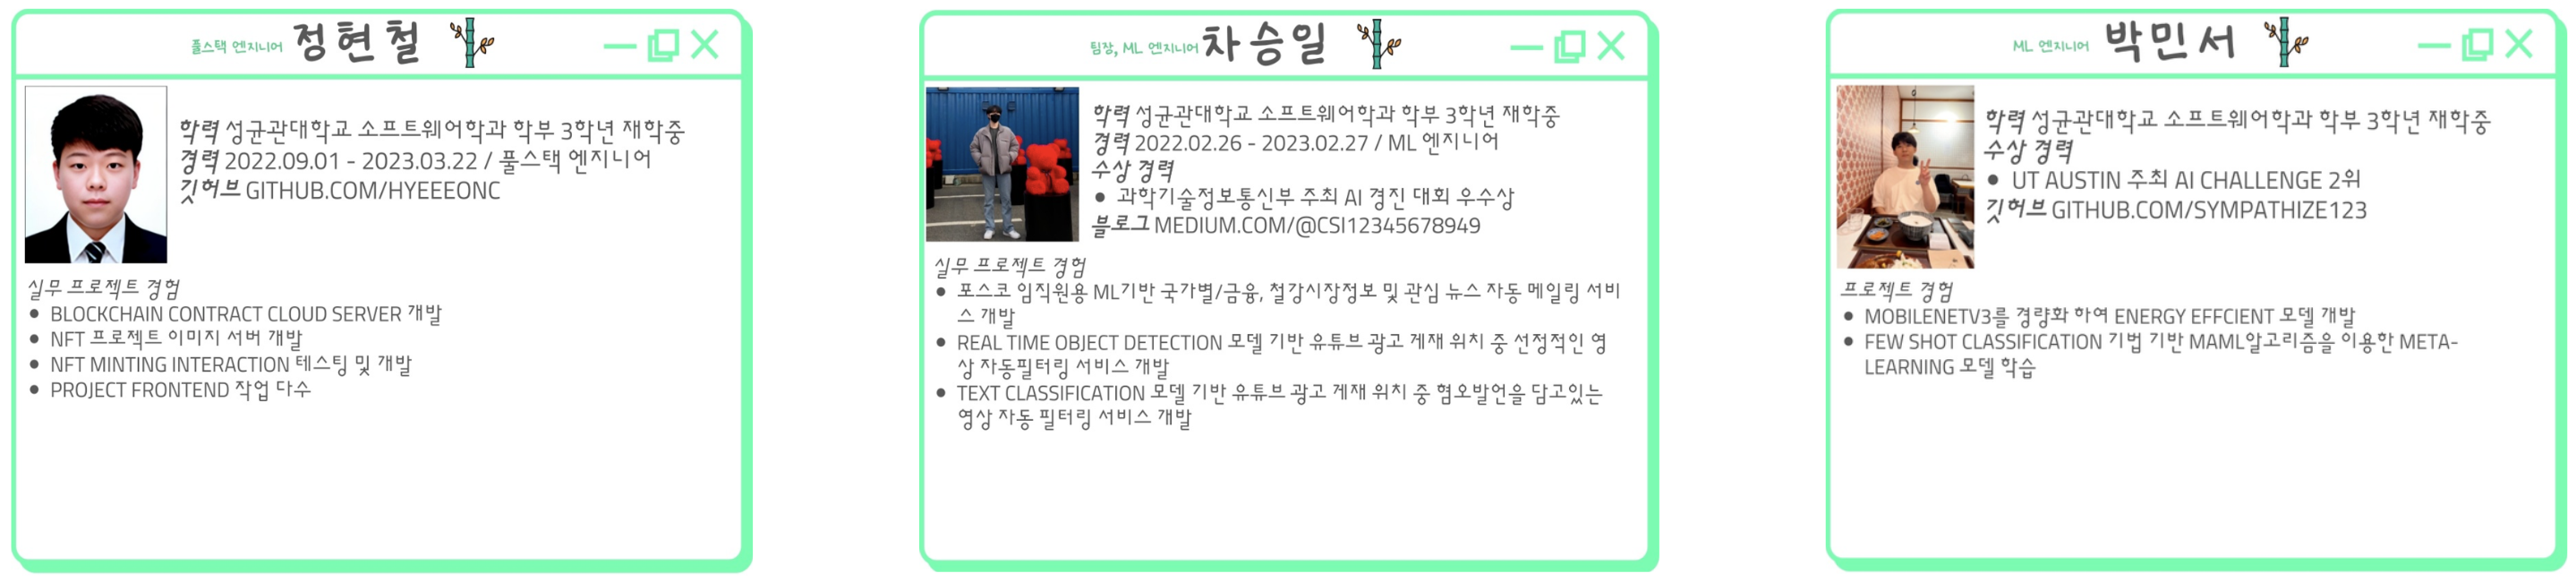 풀스택 엔지니어 정현철
학력 성균관대학교 소프트웨어학과 학부 3학년 재학중
경력 2022.09.01 - 2023.03.22 / 풀스택 엔지니어
깃허브 GITHUB.COM/HYEEEONC
실무 프로젝트 경험
• BLOCKCHAIN CONTRACT CLOUD SERVER 개발
• NFT 프로젝트 이미지 서버 개발
• NFT MINTING INTERACTION 테스팅 및 개발
• PROJECT FRONTEND 작업 다수
팀장, ML 엔지니어 차승일
학력 성균관대학교 소프트웨어학과 학부 3학년 재학중
경력 2022.02.26 - 2023.02.27 / ML 엔지니어
수상 경력
• 과학기술정보통신부 주최 AI 경진 대회 우수상
블로그 MEDIUM.COM/@CSI12345678949
실무 프로젝트 경험
• 포스코 임직원용 ML기반 국가별/금융, 철강시장정보 및 관심 뉴스 자동 메일링 서비
스 개발
• REAL TIME OBJECT DETECTION 모델 기반 유튜브 광고 게재 위치 중 선정적인 영
상 자동필터링 서비스 개발
• TEXT CLASSIFICATION 모델 기반 유튜브 광고 게재 위치 중 혐오발언을 담고있는
영상 자동 필터링 서비스 개발
ML 엔지니어 박민서
학력 성균관대학교 소프트웨어학과 학부 3학년 재학중
수상 경력
• UT AUSTIN 주최 AI CHALLENGE 2위
깃허브 GITHUB.COM/SYMPATHIZE123
프로젝트 경험
• MOBILENETV3를 경량화 하여 ENERGY EFFCIENT 모델 개발
• FEW SHOT CLASSIFICATION 기법 기반 MAML알고리즘을 이용한 META-
LEARNING 모델 학습